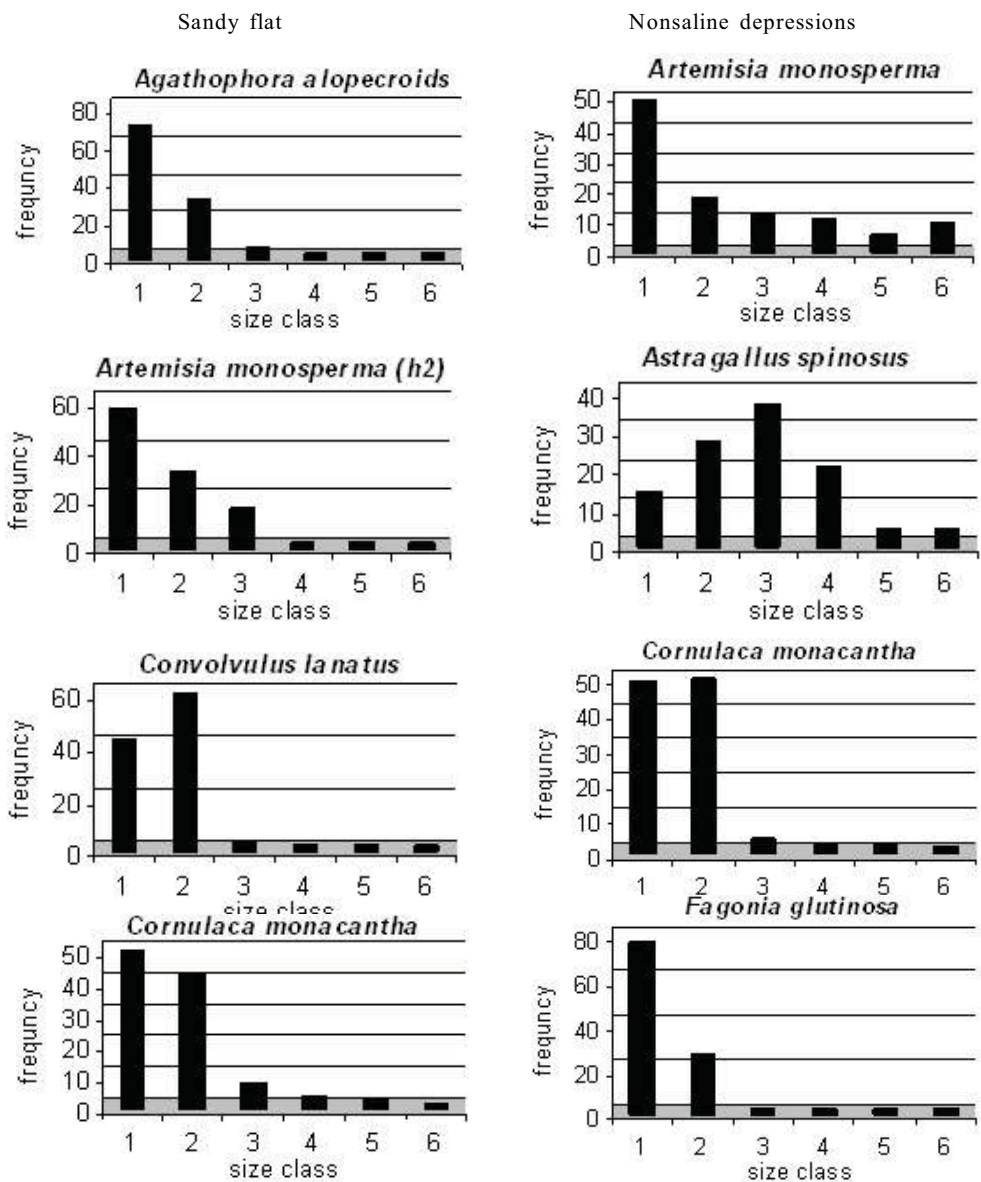 Sandy flat
Nonsaline depressions
Agathophora alopecroids
80
60
40
20
0
frequncy
1 2 3 4 5 6
size class
Artemisia monosperma
50
40
30
20
10
0
frequncy
1 2 3 4 5 6
size class
Artemisia monosperma (h2)
60
40
20
0
frequncy
1 2 3 4 5 6
size class
Astragallus spinosus
40
30
20
10
0
frequncy
1 2 3 4 5 6
size class
Convolvulus lanatus
60
40
20
0
frequncy
1 2 3 4 5 6
size class
Cornulaca monacantha
50
40
30
20
10
0
frequncy
1 2 3 4 5 6
Cornulaca monacantha
50
40
30
20
10
0
frequncy
1 2 3 4 5 6
size class
Fagonia glutinosa
80
60
40
20
0
frequncy
1 2 3 4 5 6
size class